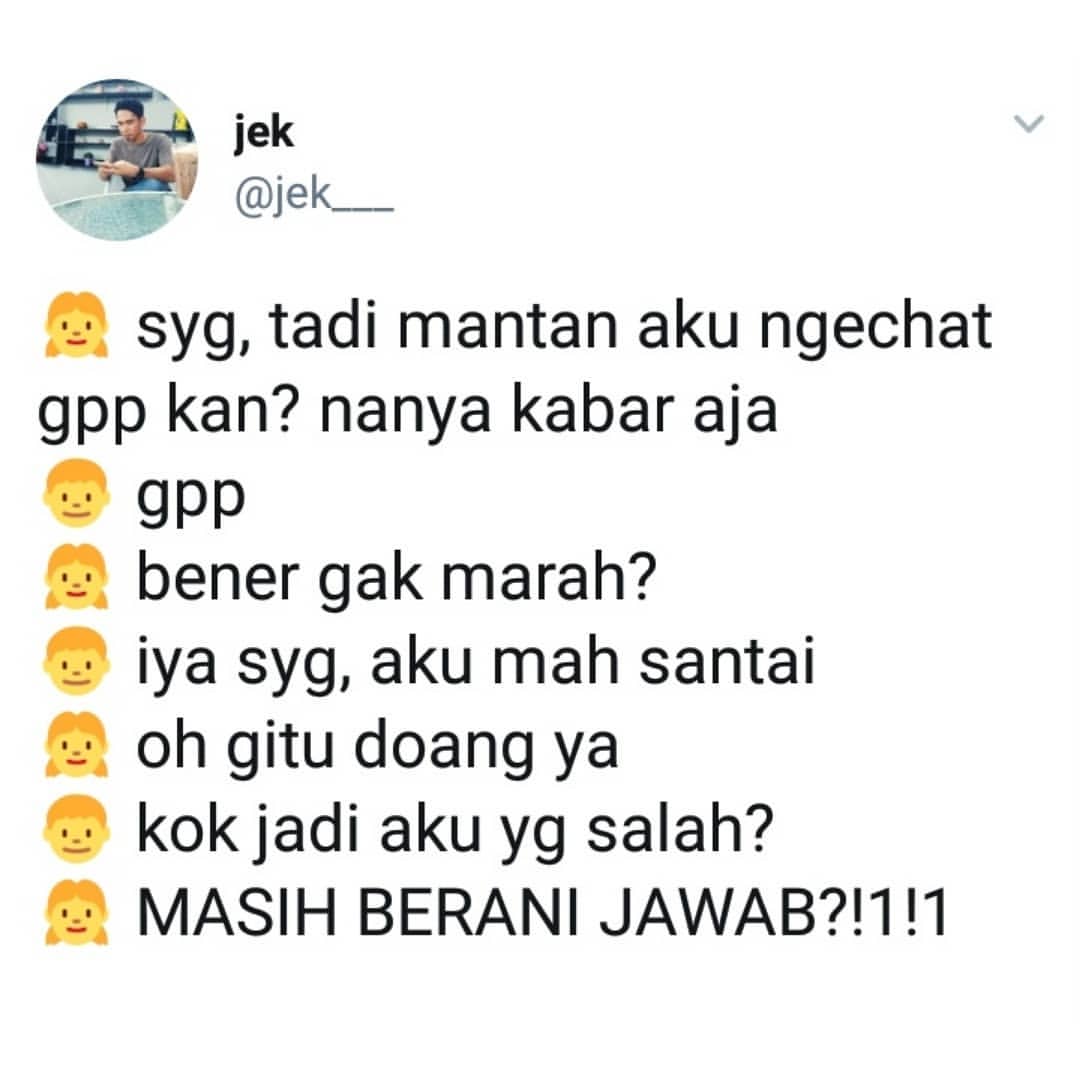 jek
@jek___
👧 syg, tadi mantan aku ngechat
gpp kan? nanya kabar aja
👦 gpp
👧 bener gak marah?
👦 iya syg, aku mah santai
👧 oh gitu doang ya
👦 kok jadi aku yg salah?
👧 MASIH BERANI JAWAB?!1!1